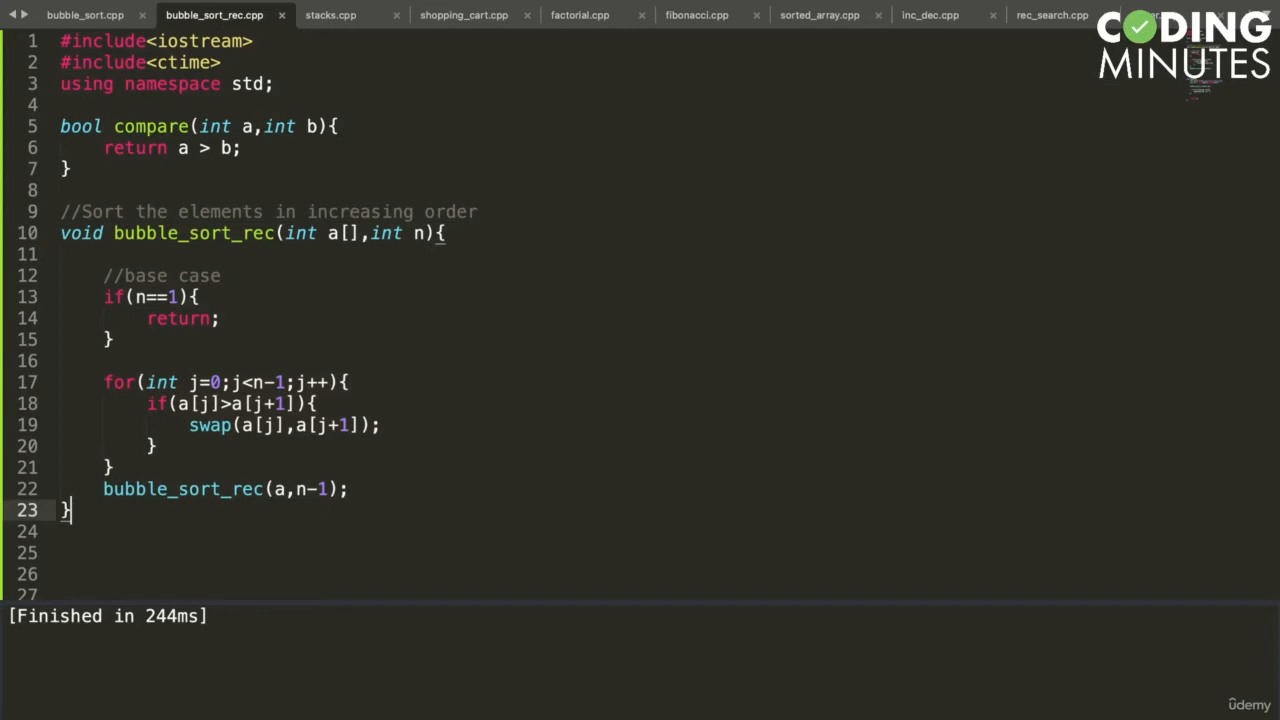 bubble_sort.cpp × bubble_sort_rec.cpp × stacks.cpp × shopping_cart.cpp × factorial.cpp × fibonacci.cpp × sorted_array.cpp × inc_dec.cpp × rec_search.cpp
CODING
MINUTES
1 #include<iostream>
2 #include<ctime>
3 using namespace std;
4
5 bool compare(int a,int b){
6     return a > b;
7 }
8
9 //Sort the elements in increasing order
10 void bubble_sort_rec(int a[],int n){
11
12     //base case
13     if(n==1){
14         return;
15     }
16
17     for(int j=0;j<n-1;j++){
18         if(a[j]>a[j+1]){
19             swap(a[j],a[j+1]);
20         }
21     }
22     bubble_sort_rec(a,n-1);
23 }
24
25
26
27
[Finished in 244ms]
ûdemy